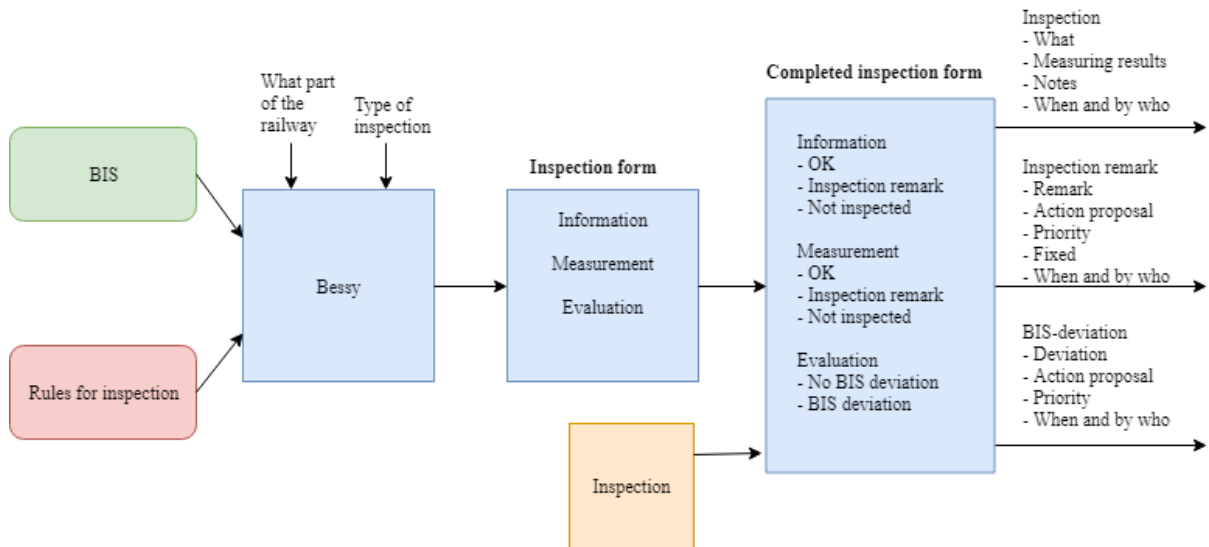 BIS
Rules for inspection
What part
of the
railway
Type of
inspection
Bessy
Inspection form
Information
Measurement
Evaluation
Inspection
Completed inspection form
Information
- OK
- Inspection remark
- Not inspected
Measurement
- OK
- Inspection remark
- Not inspected
Evaluation
- No BIS deviation
- BIS deviation
Inspection
- What
- Measuring results
- Notes
- When and by who
Inspection remark
- Remark
- Action proposal
- Priority
- Fixed
- When and by who
BIS-deviation
- Deviation
- Action proposal
- Priority
- When and by who